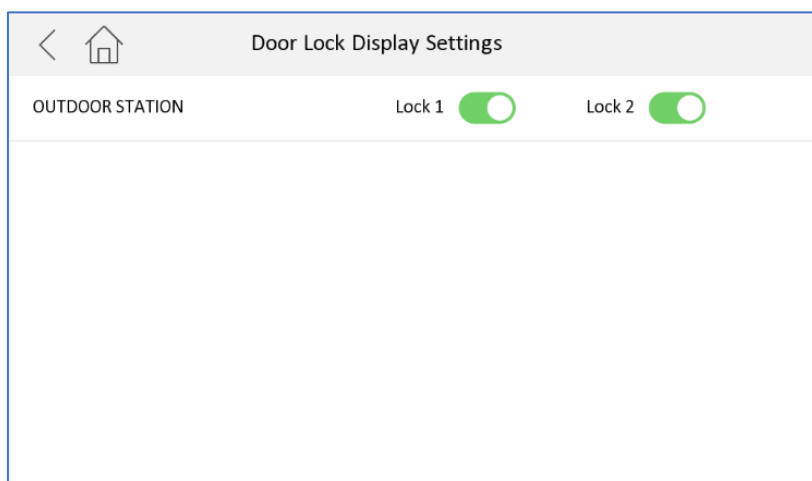 Door Lock Display Settings
OUTDOOR STATION Lock 1 Lock 2